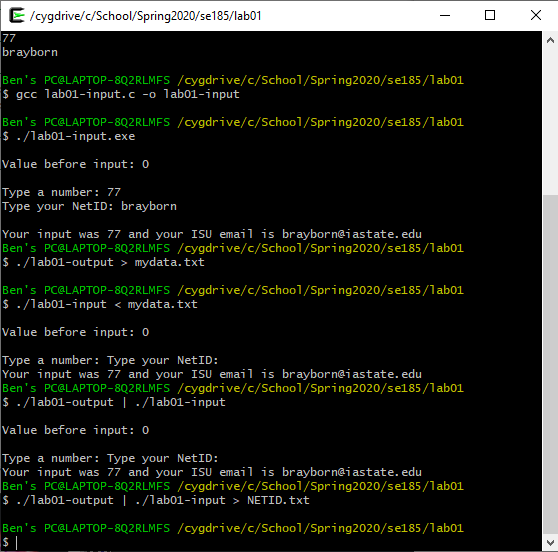 /cygdrive/c/School/Spring2020/se185/lab01
77
brayborn
Ben's PC@LAPTOP-8Q2RLMFS /cygdrive/c/School/Spring2020/se185/lab01
$ gcc lab01-input.c -o lab01-input
Ben's PC@LAPTOP-8Q2RLMFS /cygdrive/c/School/Spring2020/se185/lab01
$ ./lab01-input.exe
Value before input: 0
Type a number: 77
Type your NetID: brayborn
Your input was 77 and your ISU email is brayborn@iastate.edu
Ben's PC@LAPTOP-8Q2RLMFS /cygdrive/c/School/Spring2020/se185/lab01
$ ./lab01-output > mydata.txt
Ben's PC@LAPTOP-8Q2RLMFS /cygdrive/c/School/Spring2020/se185/lab01
$ ./lab01-input < mydata.txt
Value before input: 0
Type a number: Type your NetID:
Your input was 77 and your ISU email is brayborn@iastate.edu
Ben's PC@LAPTOP-8Q2RLMFS /cygdrive/c/School/Spring2020/se185/lab01
$ ./lab01-output | ./lab01-input
Value before input: 0
Type a number: Type your NetID:
Your input was 77 and your ISU email is brayborn@iastate.edu
Ben's PC@LAPTOP-8Q2RLMFS /cygdrive/c/School/Spring2020/se185/lab01
$ ./lab01-output | ./lab01-input > NETID.txt
Ben's PC@LAPTOP-8Q2RLMFS /cygdrive/c/School/Spring2020/se185/lab01
$